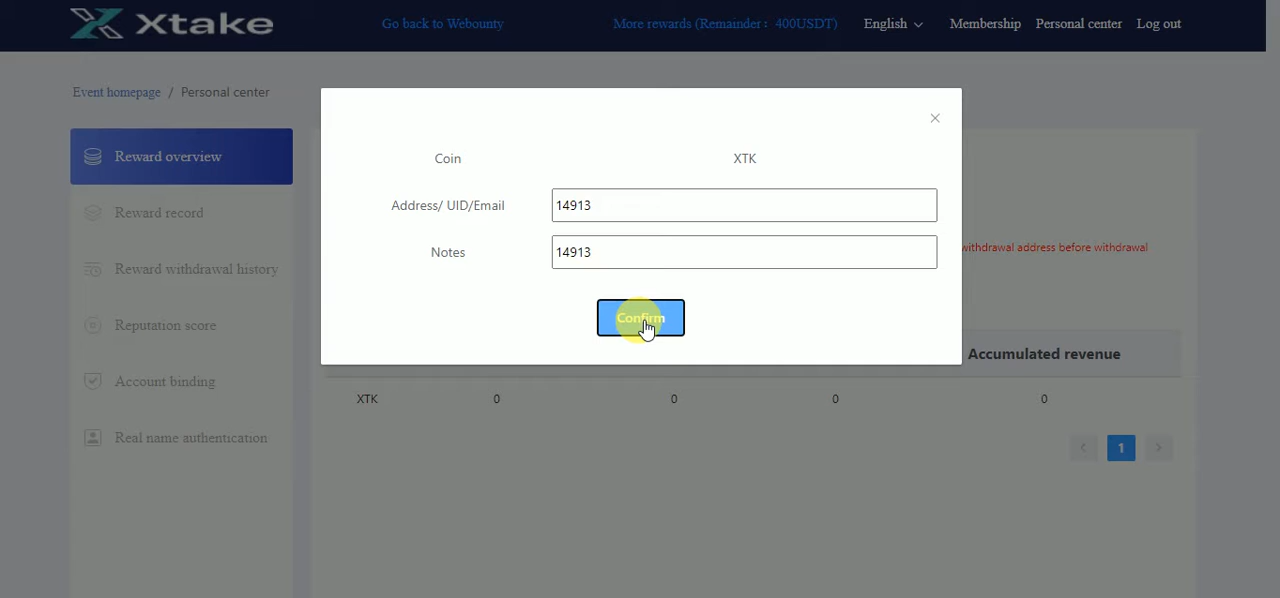 Xtake
Go back to Webounty
More rewards (Remainder： 400USDT)
English
Membership
Personal center
Log out
Event homepage / Personal center
Reward overview
Reward record
Reward withdrawal history
Reputation score
Account binding
Real name authentication
Coin XTK
Address/ UID/Email 14913
Notes 14913
Confirm
withdrawal address before withdrawal
Accumulated revenue
XTK 0 0 0 0
1